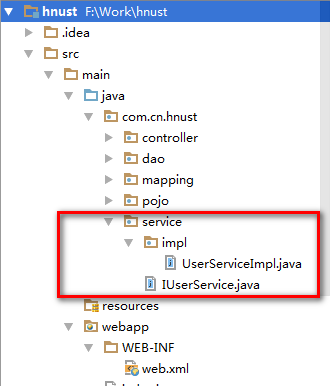 hnust F:\Work\hnust
.idea
src
main
java
com.cn.hnust
controller
dao
mapping
pojo
service
impl
UserServiceImpl.java
IUserService.java
resources
webapp
WEB-INF
web.xml